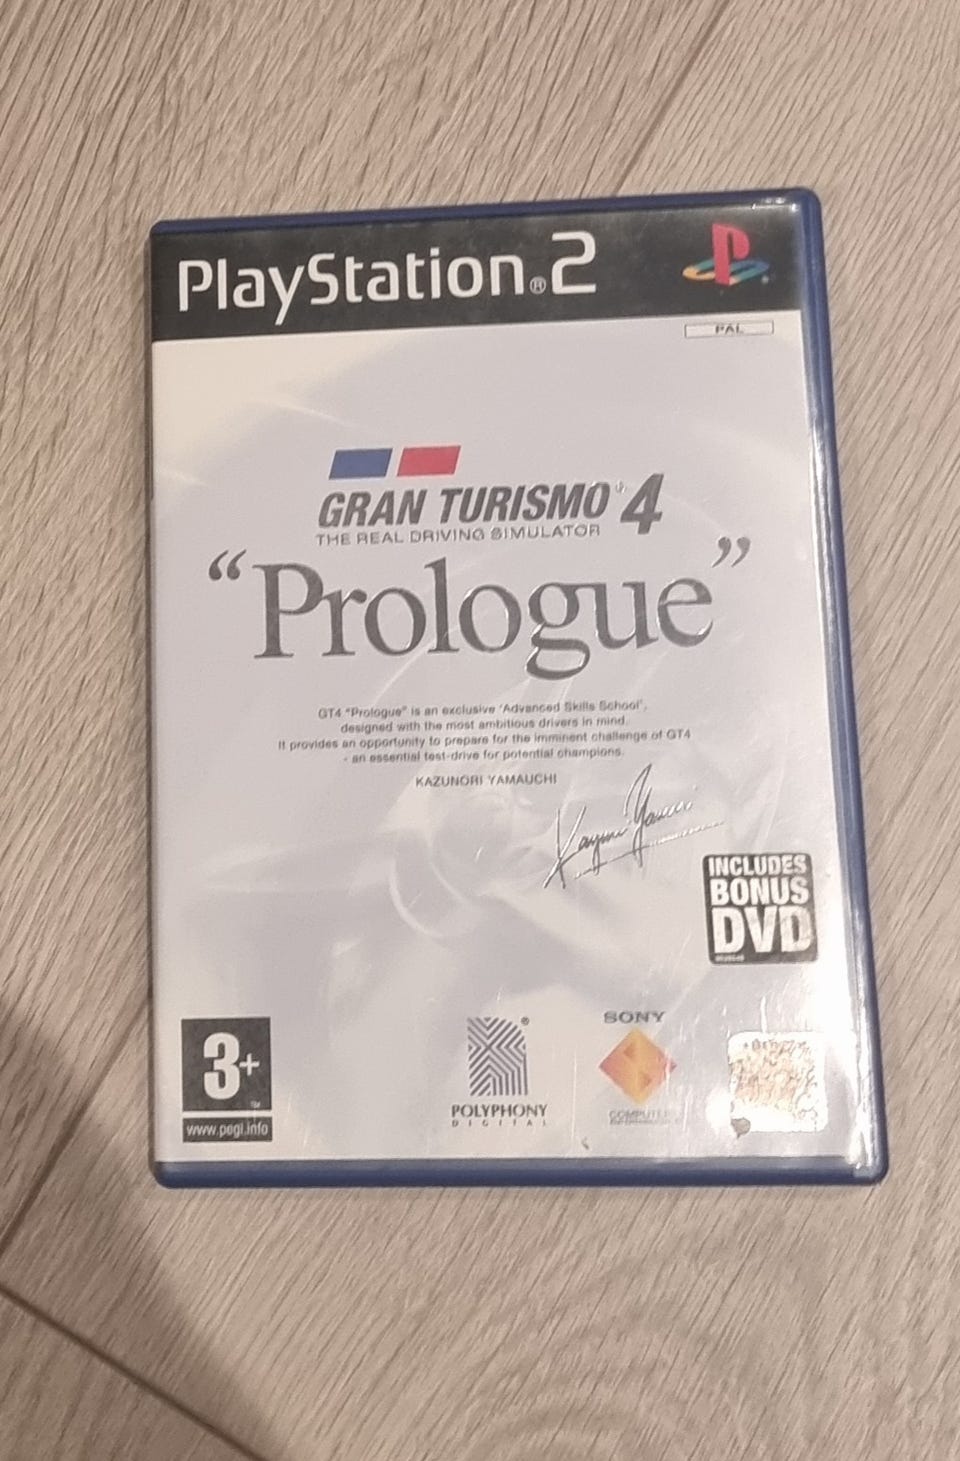 PlayStation®2
PAL
GRAN TURISMO 4
THE REAL DRIVING SIMULATOR
“Prologue”
GT4 "Prologue" is an exclusive 'Advanced Skills School',
designed with the most ambitious drivers in mind.
It provides an opportunity to prepare for the imminent challenge of GT4
- an essential test-drive for potential champions.
KAZUNORI YAMAUCHI
INCLUDES
BONUS
DVD
3+
™
www.pegi.info
®
POLYPHONY
DIGITAL
SONY
COMPUTER